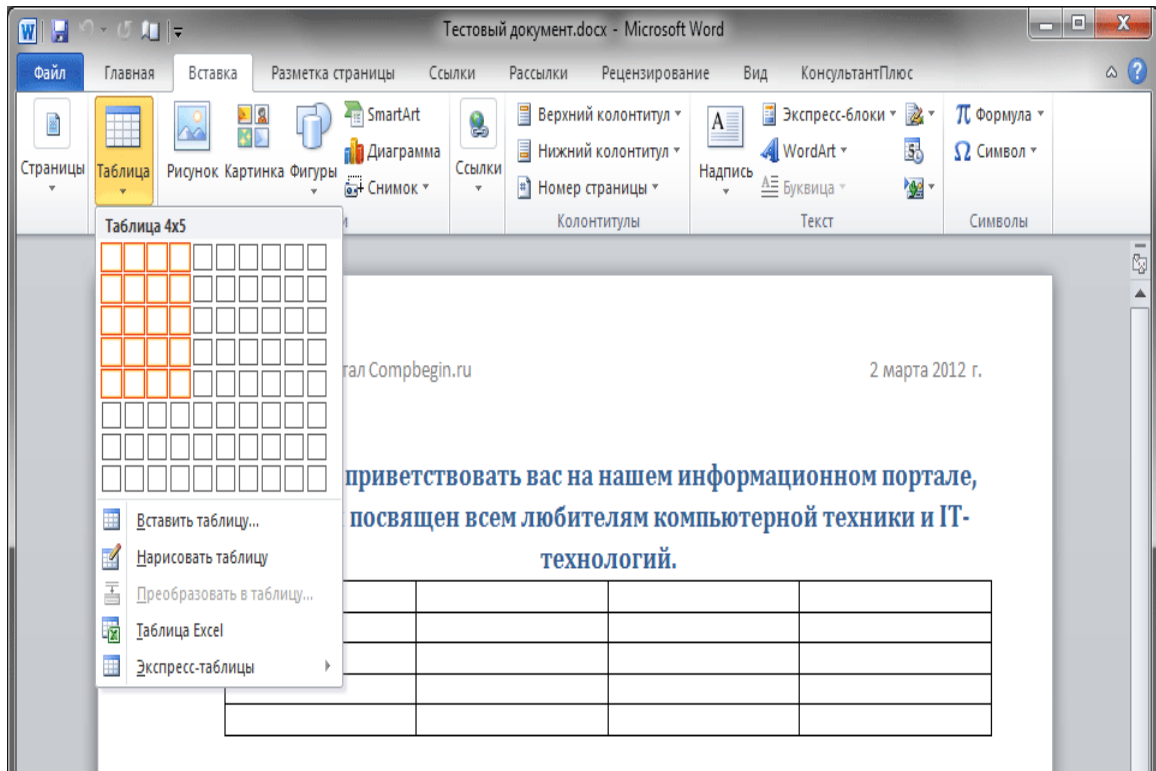 Тестовый документ.docx - Microsoft Word
Файл Главная Вставка Разметка страницы Ссылки Рассылки Рецензирование Вид КонсультантПлюс
Страницы
Таблица
Рисунок Картинка Фигуры
SmartArt
Диаграмма
Снимок
Ссылки
Верхний колонтитул
Нижний колонтитул
Номер страницы
Колонтитулы
Надпись
Экспресс-блоки
WordArt
Буквица
Текст
Формула
Символ
Символы
Таблица 4x5
Вставить таблицу...
Нарисовать таблицу
Преобразовать в таблицу...
Таблица Excel
Экспресс-таблицы
Compbegin.ru 2 марта 2012 г.
приветствовать вас на нашем информационном портале,
посвящен всем любителям компьютерной техники и IT-
технологий.